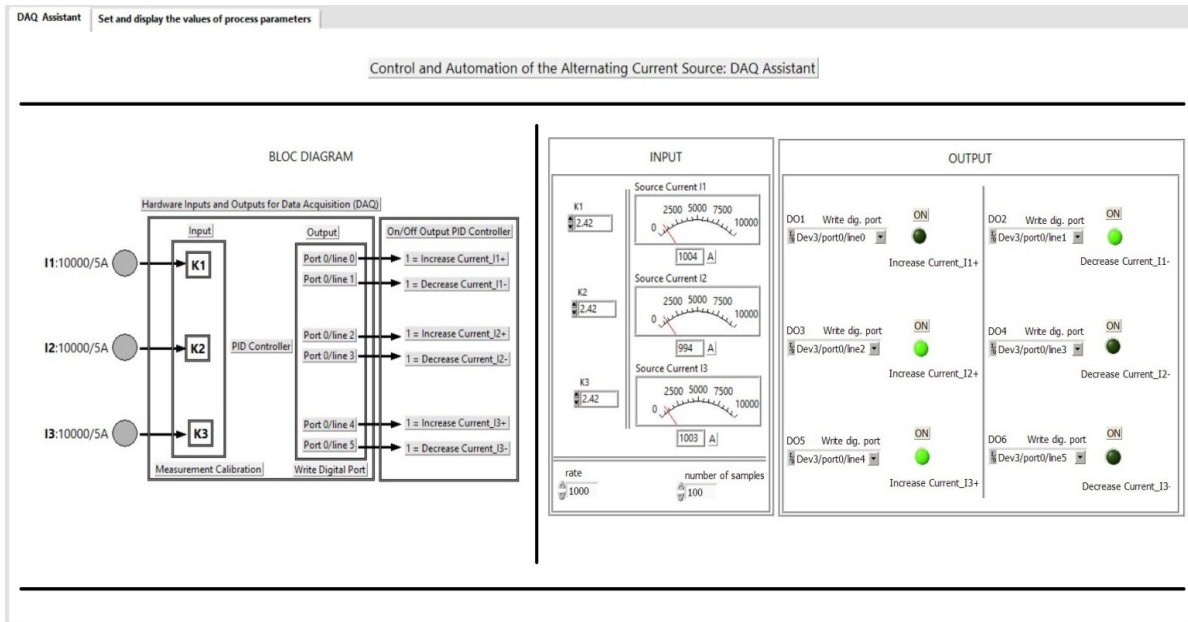 DAQ Assistant
Set and display the values of process parameters
Control and Automation of the Alternating Current Source: DAQ Assistant
BLOC DIAGRAM
Hardware Inputs and Outputs for Data Acquisition (DAQ)
Input
Output
On/Off Output PID Controller
I1:10000/5A
K1
Port 0/line 0
1 = Increase Current_I1+
Port 0/line 1
1 = Decrease Current_I1-
I2:10000/5A
K2
PID Controller
Port 0/line 2
1 = Increase Current_I2+
Port 0/line 3
1 = Decrease Current_I2-
I3:10000/5A
K3
Port 0/line 4
1 = Increase Current_I3+
Port 0/line 5
1 = Decrease Current_I3-
Measurement Calibration
Write Digital Port
INPUT
K1
2.42
Source Current I1
0 2500 5000 7500 10000
1004 A
K2
2.42
Source Current I2
0 2500 5000 7500 10000
994 A
K3
2.42
Source Current I3
0 2500 5000 7500 10000
1003 A
rate
1000
number of samples
100
OUTPUT
DO1 Write dig. port ON
Dev3/port0/line0
Increase Current_I1+
DO2 Write dig. port ON
Dev3/port0/line1
Decrease Current_I1-
DO3 Write dig. port ON
Dev3/port0/line2
Increase Current_I2+
DO4 Write dig. port ON
Dev3/port0/line3
Decrease Current_I2-
DO5 Write dig. port ON
Dev3/port0/line4
Increase Current_I3+
DO6 Write dig. port ON
Dev3/port0/line5
Decrease Current_I3-